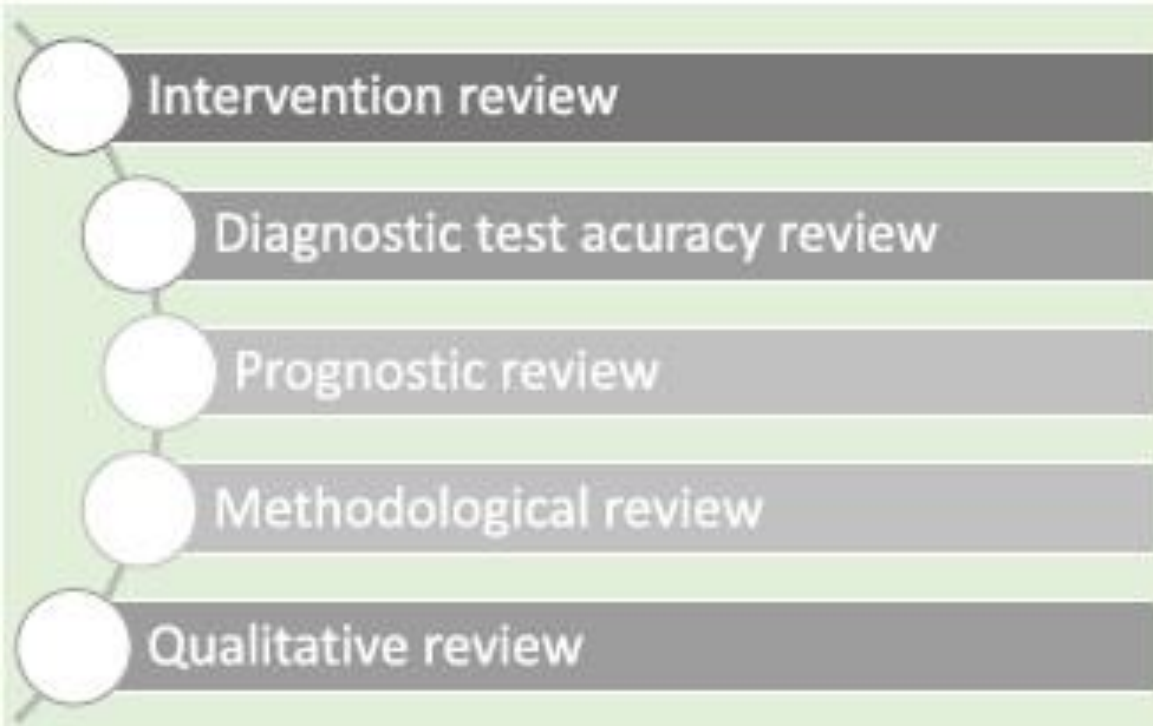 Intervention review
Diagnostic test acuracy review
Prognostic review
Methodological review
Qualitative review